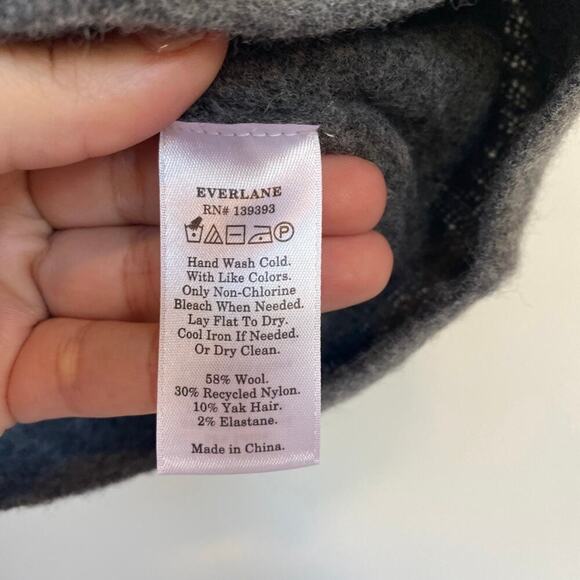 EVERLANE
RN# 139393
P
Hand Wash Cold.
With Like Colors.
Only Non-Chlorine
Bleach When Needed.
Lay Flat To Dry.
Cool Iron If Needed.
Or Dry Clean.
58% Wool.
30% Recycled Nylon.
10% Yak Hair.
2% Elastane.
Made in China.